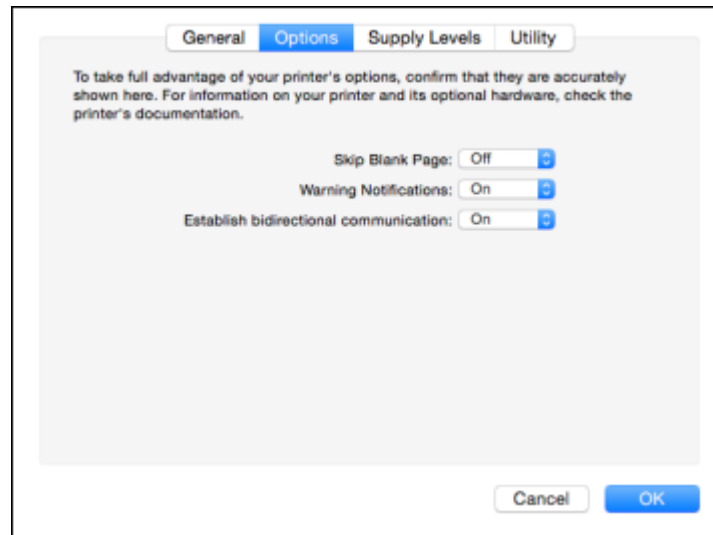 General Options Supply Levels Utility
To take full advantage of your printer's options, confirm that they are accurately
shown here. For information on your printer and its optional hardware, check the
printer's documentation.
Skip Blank Page: Off
Warning Notifications: On
Establish bidirectional communication: On
Cancel OK